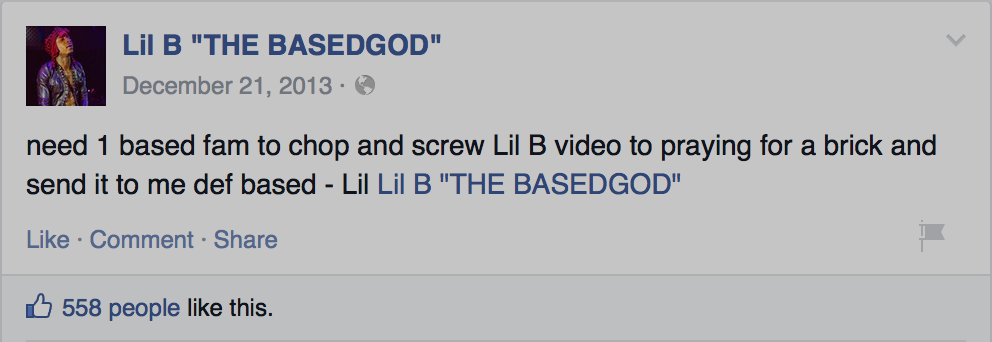 Lil B "THE BASEDGOD"
December 21, 2013 ·
need 1 based fam to chop and screw Lil B video to praying for a brick and
send it to me def based - Lil Lil B "THE BASEDGOD"
Like · Comment · Share
558 people like this.